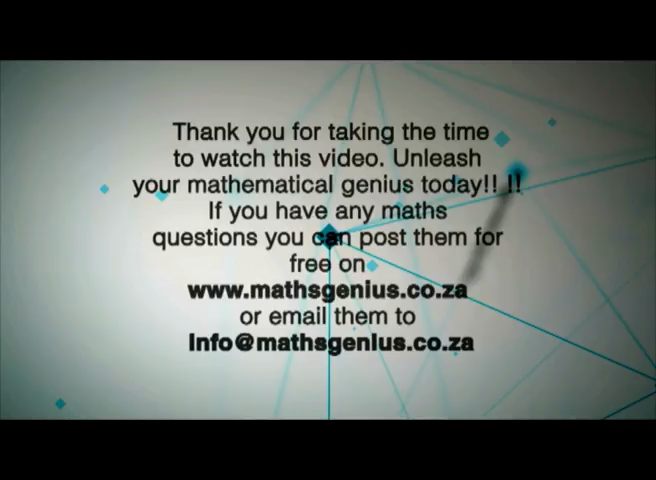 Thank you for taking the time
to watch this video. Unleash
your mathematical genius today!! !!
If you have any maths
questions you can post them for
free on
www.mathsgenius.co.za
or email them to
info@mathsgenius.co.za